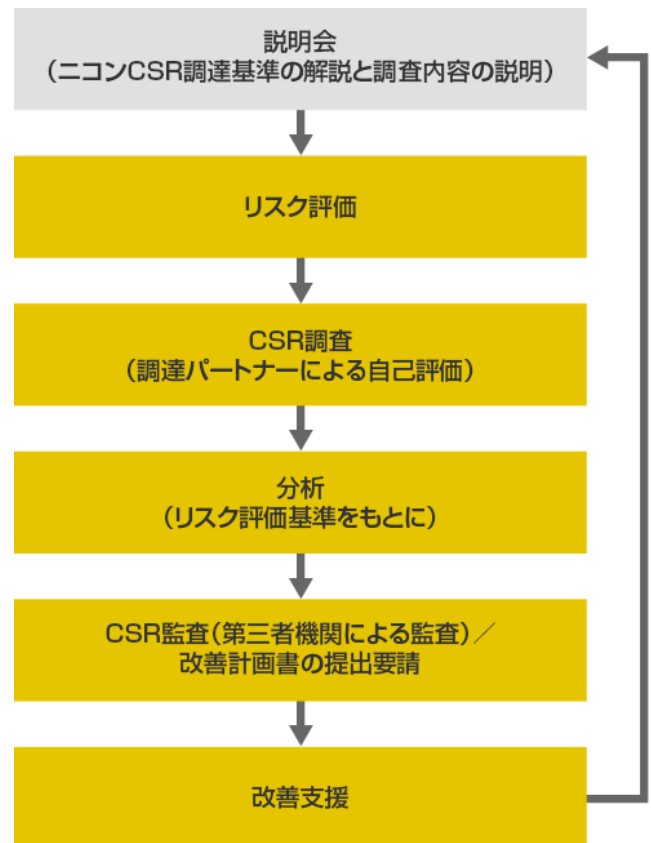 説明会
（ニコンCSR調達基準の解説と調査内容の説明）
リスク評価
CSR調査
（調達パートナーによる自己評価）
分析
（リスク評価基準をもとに）
CSR監査（第三者機関による監査）／
改善計画書の提出要請
改善支援